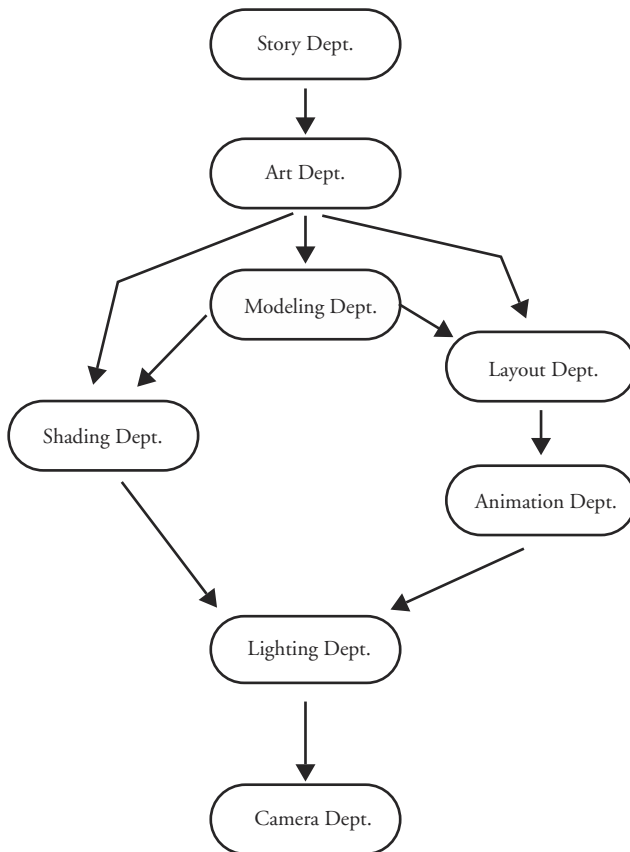 Story Dept.
Art Dept.
Modeling Dept.
Layout Dept.
Shading Dept.
Animation Dept.
Lighting Dept.
Camera Dept.